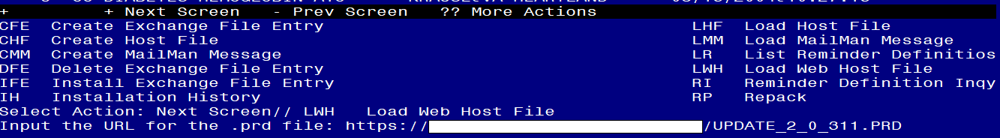 + + Next Screen - Prev Screen ?? More Actions
CFE Create Exchange File Entry LHF Load Host File
CHF Create Host File LMM Load MailMan Message
CMM Create MailMan Message LR List Reminder Definitios
DFE Delete Exchange File Entry LWH Load Web Host File
IFE Install Exchange File Entry RI Reminder Definition Inqy
IH Installation History RP Repack
Select Action: Next Screen// LWH Load Web Host File
Input the URL for the .prd file: https:// /UPDATE_2_0_311.PRD